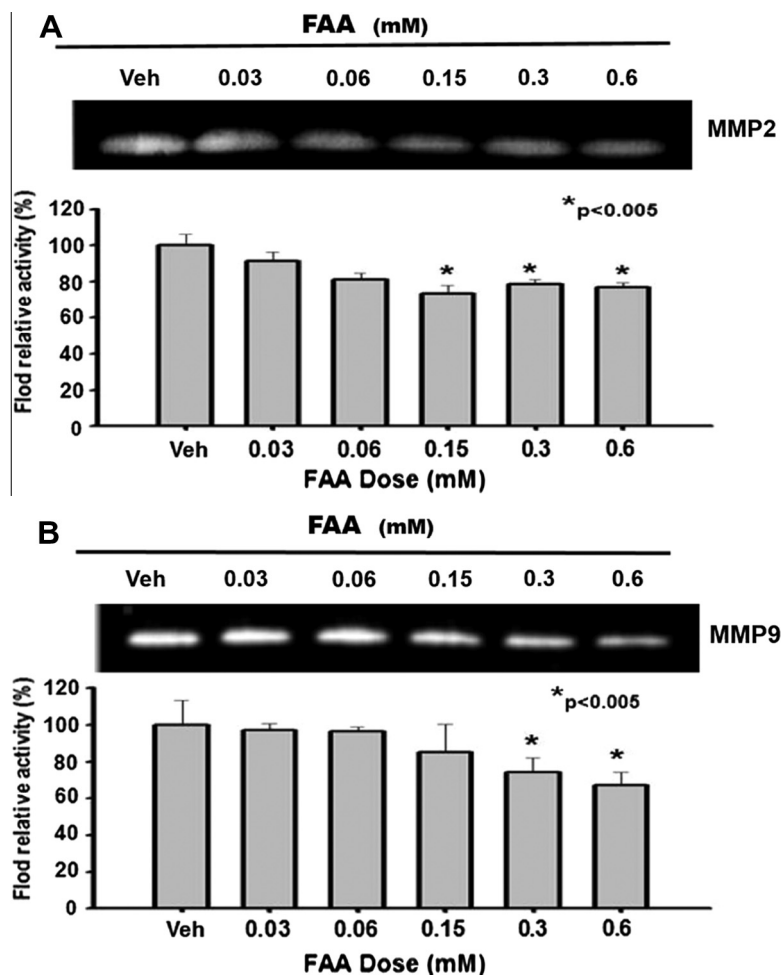 A
FAA (mM)
Veh 0.03 0.06 0.15 0.3 0.6
MMP2
Flod relative activity (%)
120
100
80
60
40
20
0
*p<0.005
* * *
Veh 0.03 0.06 0.15 0.3 0.6
FAA Dose (mM)
B
FAA (mM)
Veh 0.03 0.06 0.15 0.3 0.6
MMP9
Flod relative activity (%)
120
100
80
60
40
20
0
*p<0.005
* *
Veh 0.03 0.06 0.15 0.3 0.6
FAA Dose (mM)